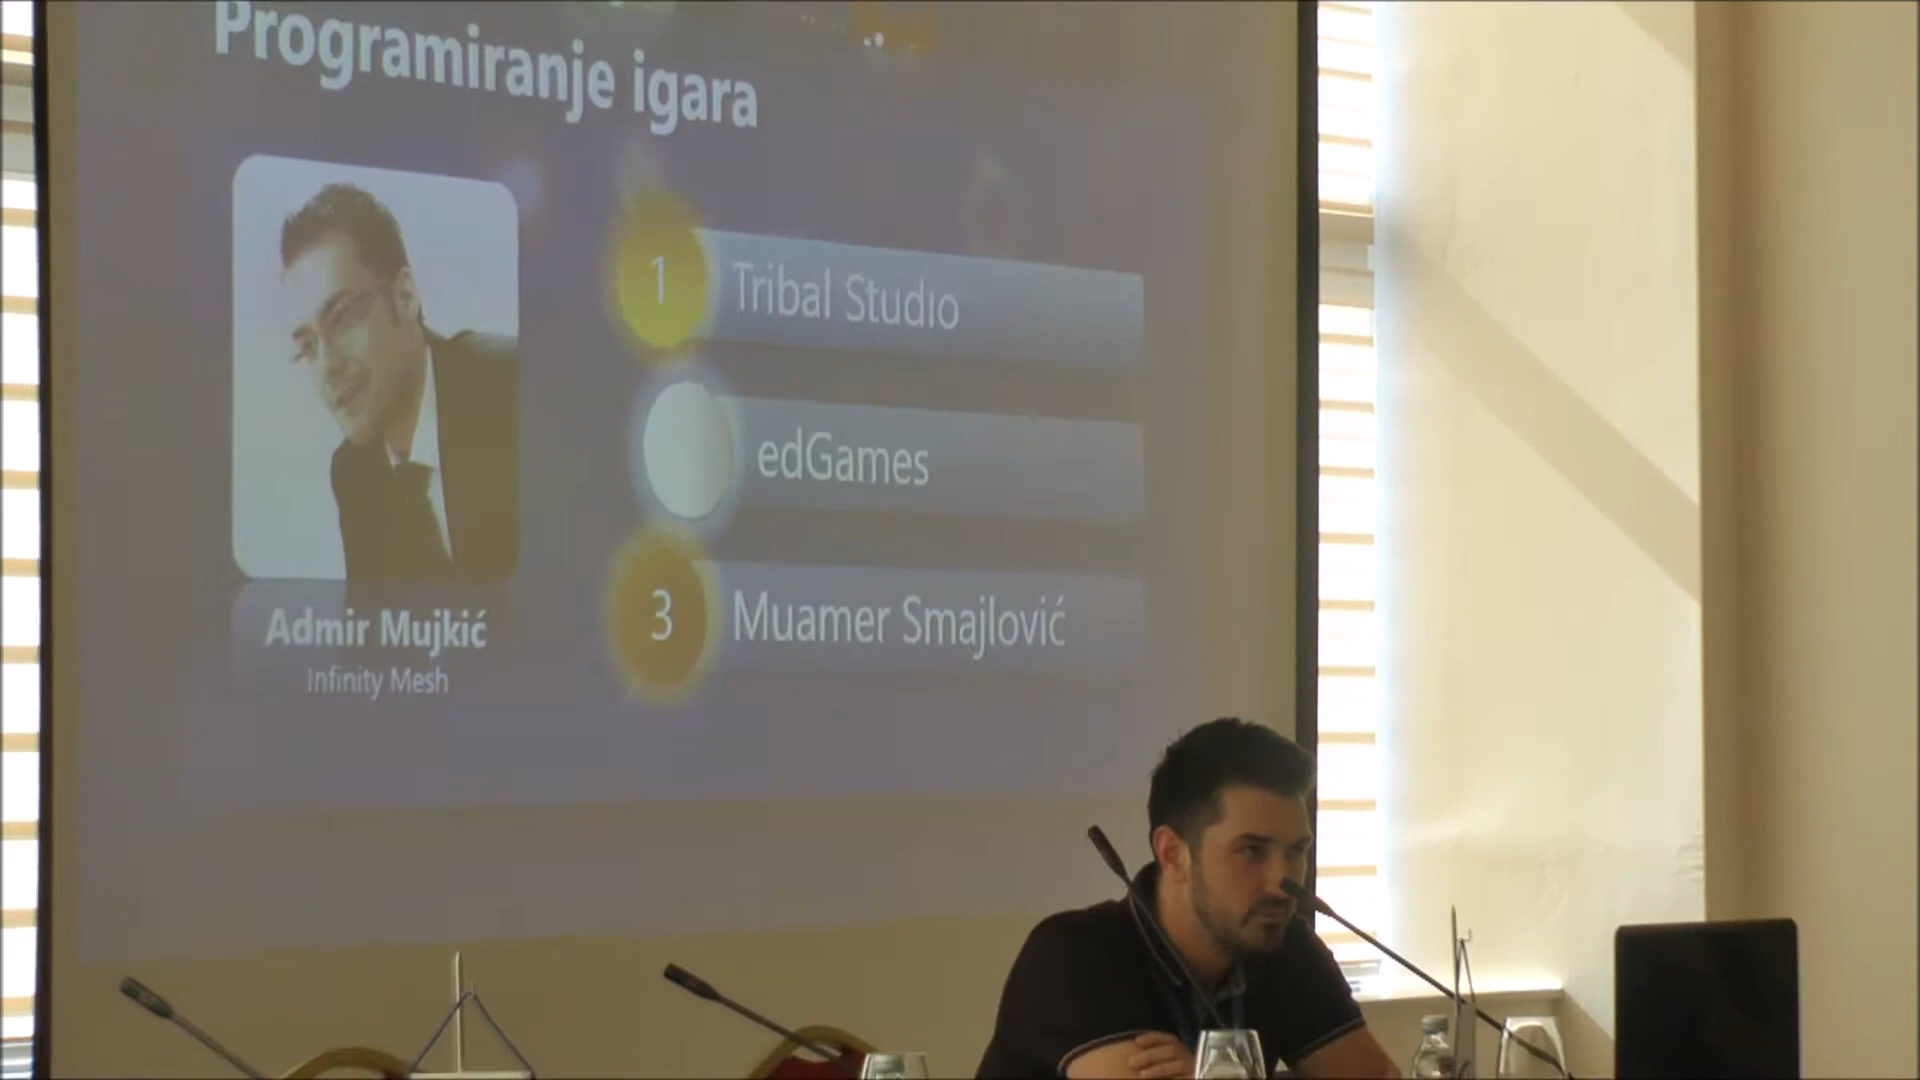 Programiranje igara
1 Tribal Studio
edGames
3 Muamer Smajlović
Admir Mujkić
Infinity Mesh